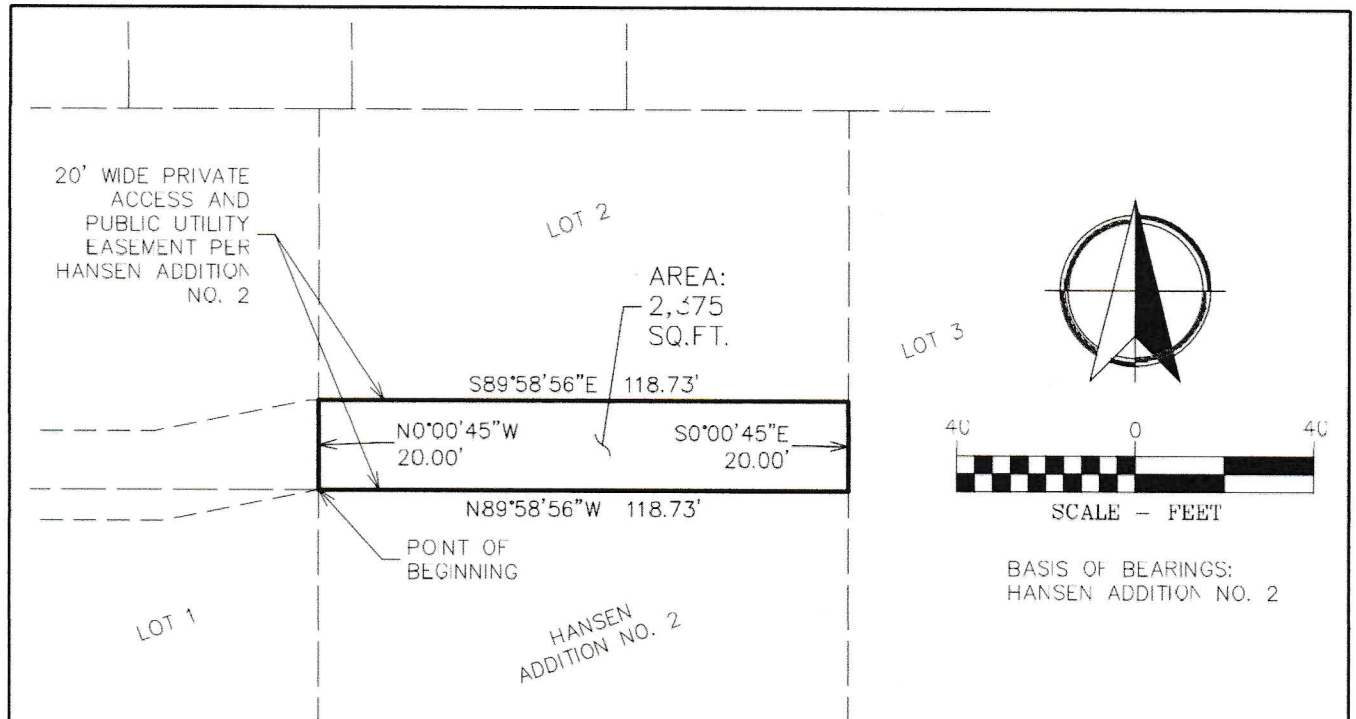 20' WIDE PRIVATE
ACCESS AND
PUBLIC UTILITY
EASEMENT PER
HANSEN ADDITION
NO. 2
LOT 2
AREA:
2,375
SQ.FT.
LOT 3
S89°58'56"E 118.73'
N0°00'45"W
20.00'
S0°00'45"E
20.00'
N89°58'56"W 118.73'
POINT OF
BEGINNING
LOT 1
HANSEN
ADDITION NO. 2
40 0 40
SCALE – FEET
BASIS OF BEARINGS:
HANSEN ADDITION NO. 2